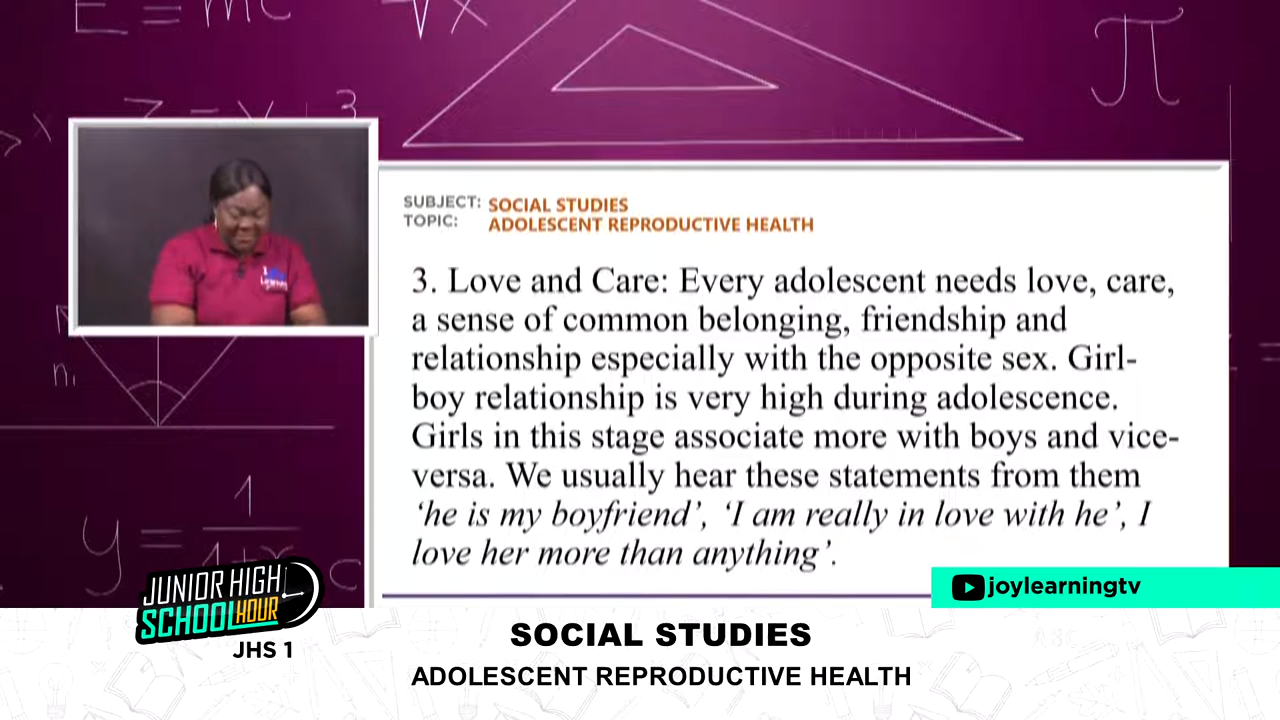 E = mc √x
π
SUBJECT: SOCIAL STUDIES
TOPIC: ADOLESCENT REPRODUCTIVE HEALTH
3. Love and Care: Every adolescent needs love, care,
a sense of common belonging, friendship and
relationship especially with the opposite sex. Girl-
boy relationship is very high during adolescence.
Girls in this stage associate more with boys and vice-
versa. We usually hear these statements from them
‘he is my boyfriend’, ‘I am really in love with he’, I
love her more than anything’.
joylearningtv
JUNIOR HIGH
SCHOOL HOUR
JHS 1
SOCIAL STUDIES
ADOLESCENT REPRODUCTIVE HEALTH